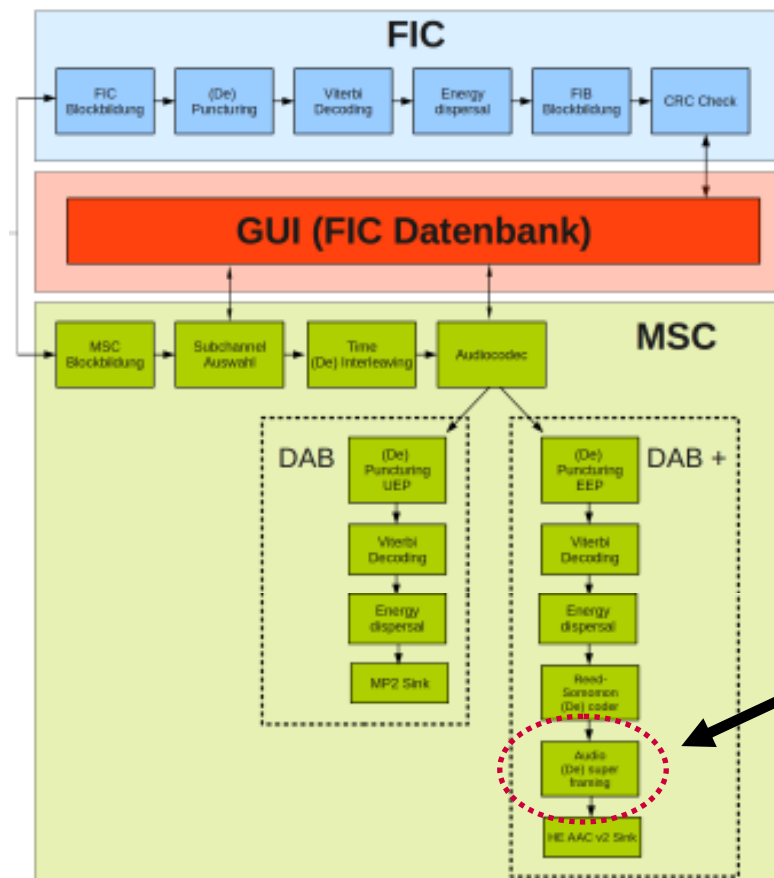 FIC
FIC
Blockbildung
(De)
Puncturing
Viterbi
Decoding
Energy
dispersal
FIB
Blockbildung
CRC Check
GUI (FIC Datenbank)
MSC
MSC
Blockbildung
Subchannel
Auswahl
Time
(De) Interleaving
Audiocodec
DAB
(De)
Puncturing
UEP
Viterbi
Decoding
Energy
dispersal
MP2 Sink
DAB +
(De)
Puncturing
EEP
Viterbi
Decoding
Energy
dispersal
Reed-
Somomon
(De) coder
Audio
(De) super
framing
HE AAC v2 Sink